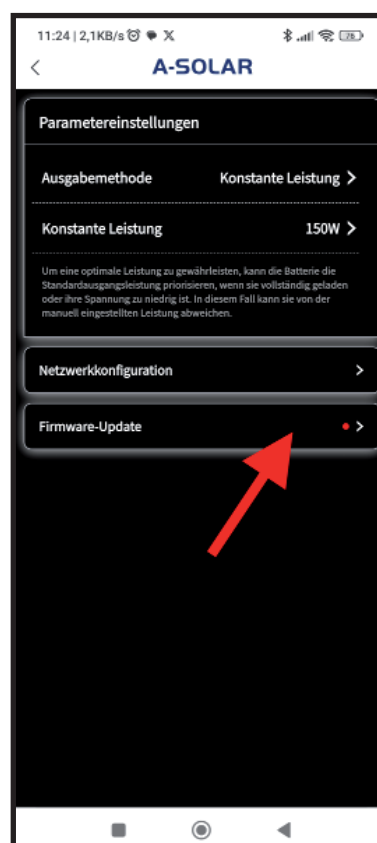 11:24 | 2,1KB/s
76
A-SOLAR
Parametereinstellungen
Ausgabemethode Konstante Leistung >
Konstante Leistung 150W >
Um eine optimale Leistung zu gewährleisten, kann die Batterie die
Standardausgangsleistung priorisieren, wenn sie vollständig geladen
oder ihre Spannung zu niedrig ist. In diesem Fall kann sie von der
manuell eingestellten Leistung abweichen.
Netzwerkkonfiguration >
Firmware-Update >